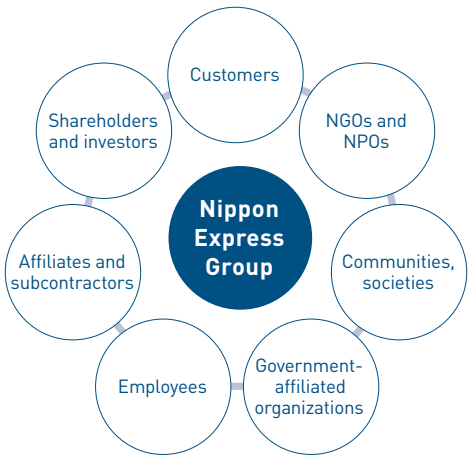 Customers
NGOs and
NPOs
Communities,
societies
Government-
affiliated
organizations
Employees
Affiliates and
subcontractors
Shareholders
and investors
Nippon
Express
Group